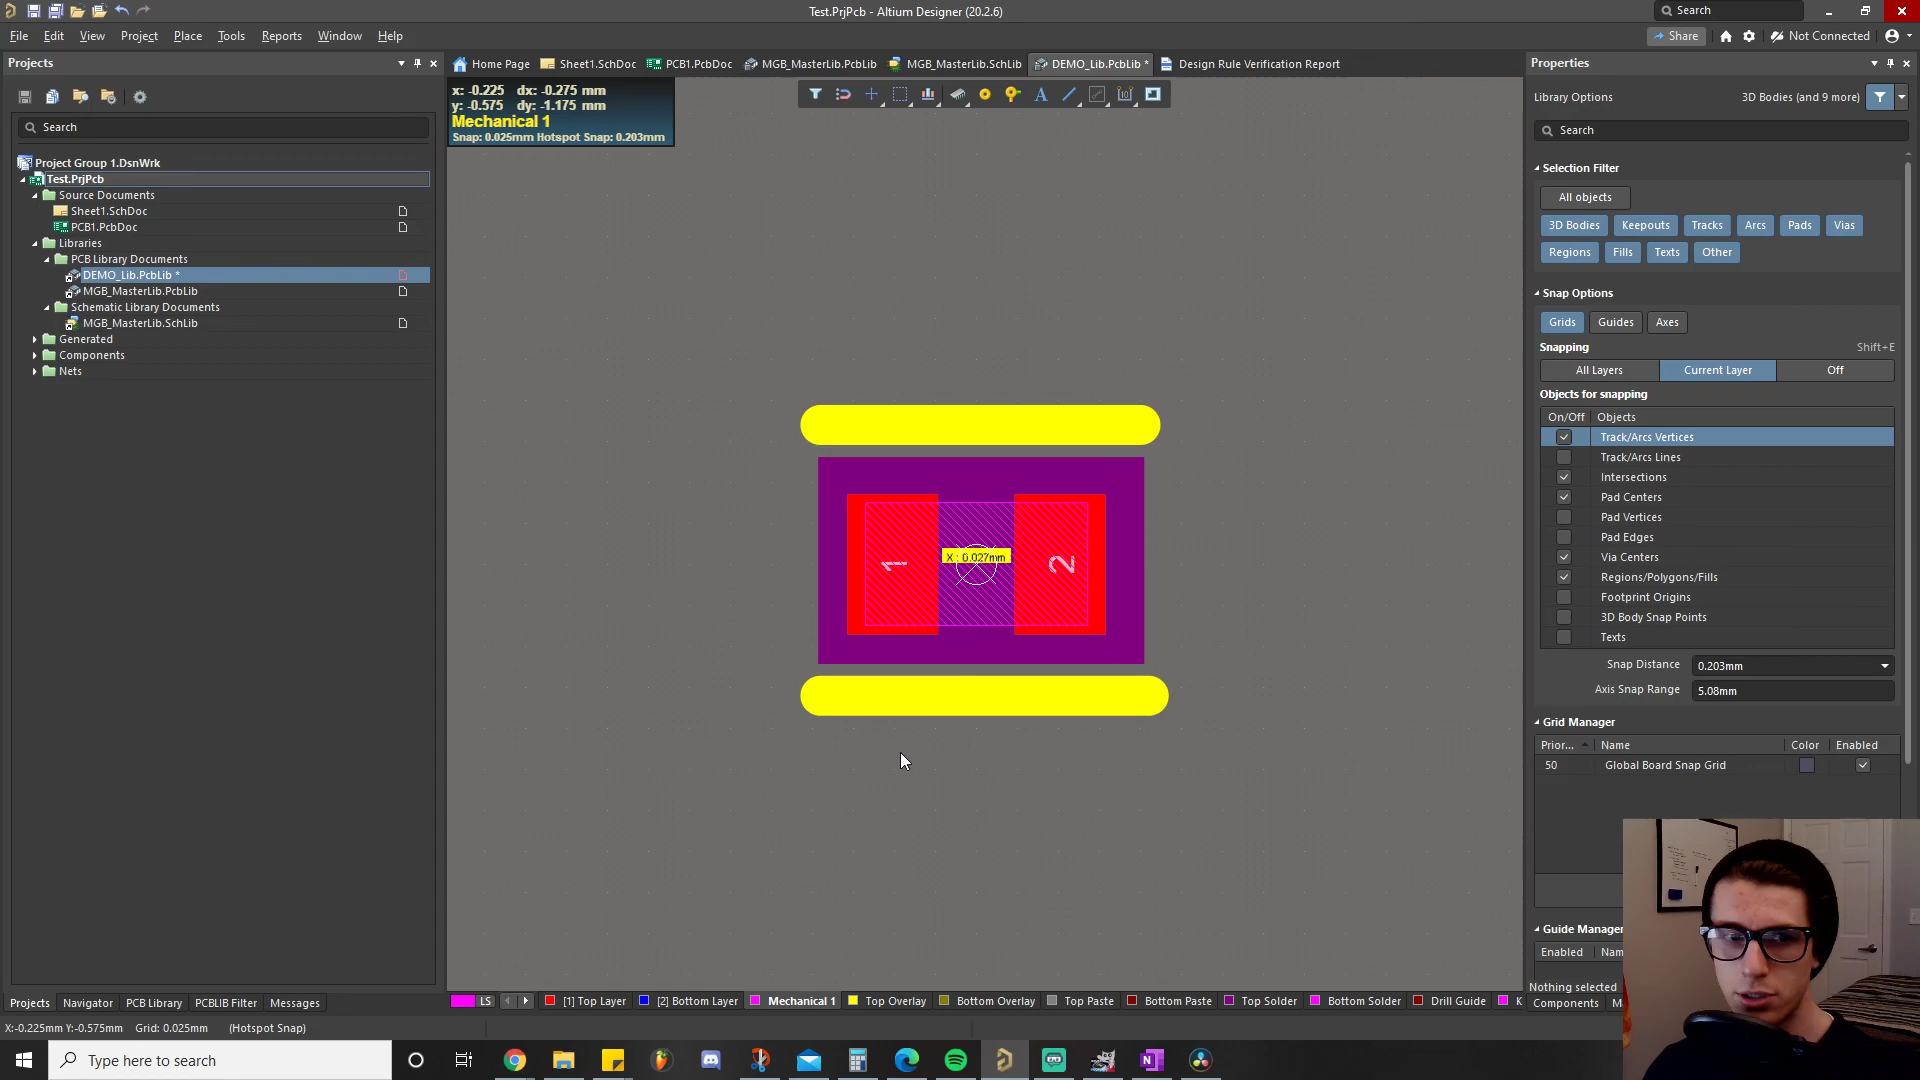 Test.PrjPcb - Altium Designer (20.2.6)
Search
File Edit View Project Place Tools Reports Window Help
Share
Not Connected
Projects
Home Page
Sheet1.SchDoc
PCB1.PcbDoc
MGB_MasterLib.PcbLib
MGB_MasterLib.SchLib
DEMO_Lib.PcbLib *
Design Rule Verification Report
Properties
x: -0.225 dx: -0.275 mm
y: -0.575 dy: -1.175 mm
Mechanical 1
Snap: 0.025mm Hotspot Snap: 0.203mm
Search
Project Group 1.DsnWrk
Test.PrjPcb
Source Documents
Sheet1.SchDoc
PCB1.PcbDoc
Libraries
PCB Library Documents
DEMO_Lib.PcbLib *
MGB_MasterLib.PcbLib
Schematic Library Documents
MGB_MasterLib.SchLib
Generated
Components
Nets
1
X : 0.027mm
2
Library Options
3D Bodies (and 9 more)
Search
Selection Filter
All objects
3D Bodies Keepouts Tracks Arcs Pads Vias
Regions Fills Texts Other
Snap Options
Grids Guides Axes
Snapping Shift+E
All Layers Current Layer Off
Objects for snapping
On/Off Objects
Track/Arcs Vertices
Track/Arcs Lines
Intersections
Pad Centers
Pad Vertices
Pad Edges
Via Centers
Regions/Polygons/Fills
Footprint Origins
3D Body Snap Points
Texts
Snap Distance 0.203mm
Axis Snap Range 5.08mm
Grid Manager
Prior... Name Color Enabled
50 Global Board Snap Grid
Guide Manager
Enabled Nam
Nothing selected
Components
Projects Navigator PCB Library PCBLIB Filter Messages
LS [1] Top Layer [2] Bottom Layer Mechanical 1 Top Overlay Bottom Overlay Top Paste Bottom Paste Top Solder Bottom Solder Drill Guide K
X:-0.225mm Y:-0.575mm Grid: 0.025mm (Hotspot Snap)
Type here to search